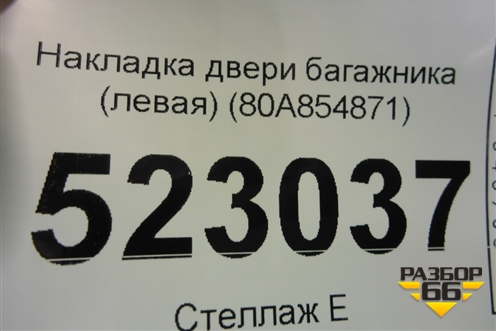 Накладка двери багажника
(левая) (80A854871)
523037
Стеллаж Е
РАЗБОР
66